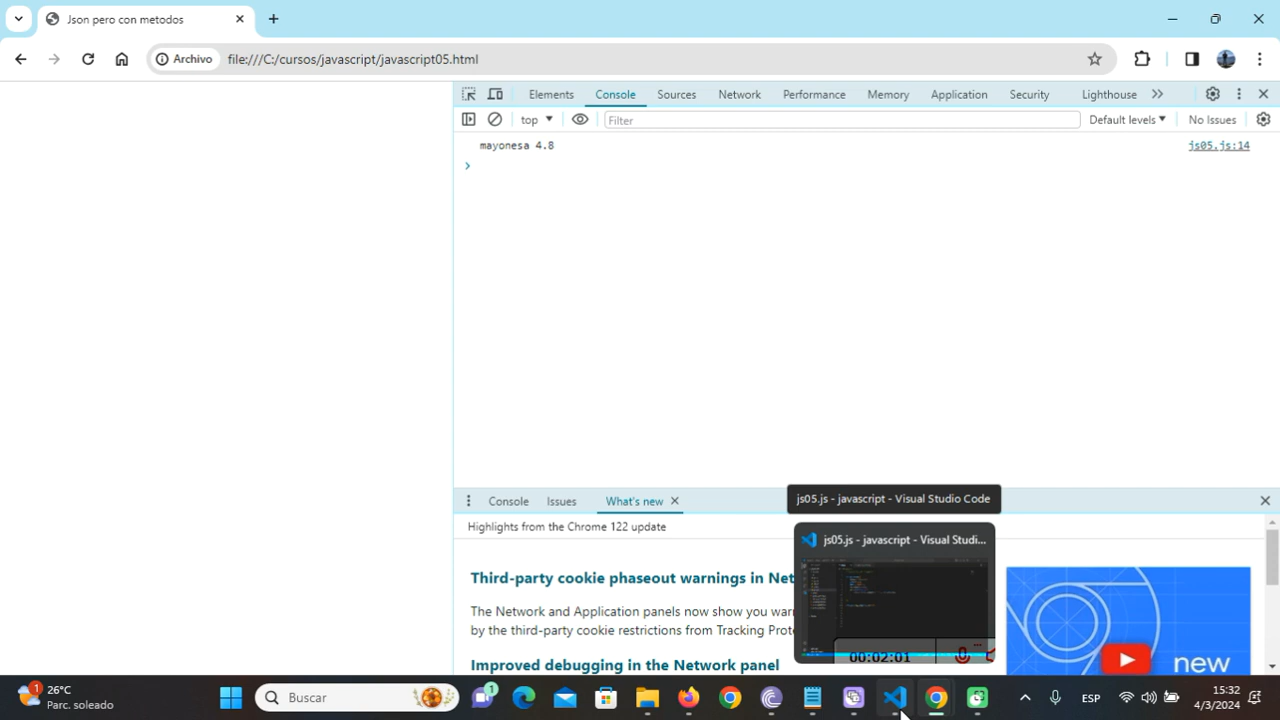 Json pero con metodos
Archivo
file:///C:/cursos/javascript/javascript05.html
Elements Console Sources Network Performance Memory Application Security Lighthouse
top Filter Default levels No Issues
mayonesa 4.8 js05.js:14
Console Issues What's new
Highlights from the Chrome 122 update
Third-party cookie phaseout warnings in Net
The Network and Application panels now show you war
by the third-party cookie restrictions from Tracking Prote
Improved debugging in the Network panel
new
js05.js - javascript - Visual Studio Code
js05.js - javascript - Visual Studi...
00:02:01
1
26°C
Parc. soleado
Buscar
1
ESP
15:32
4/3/2024